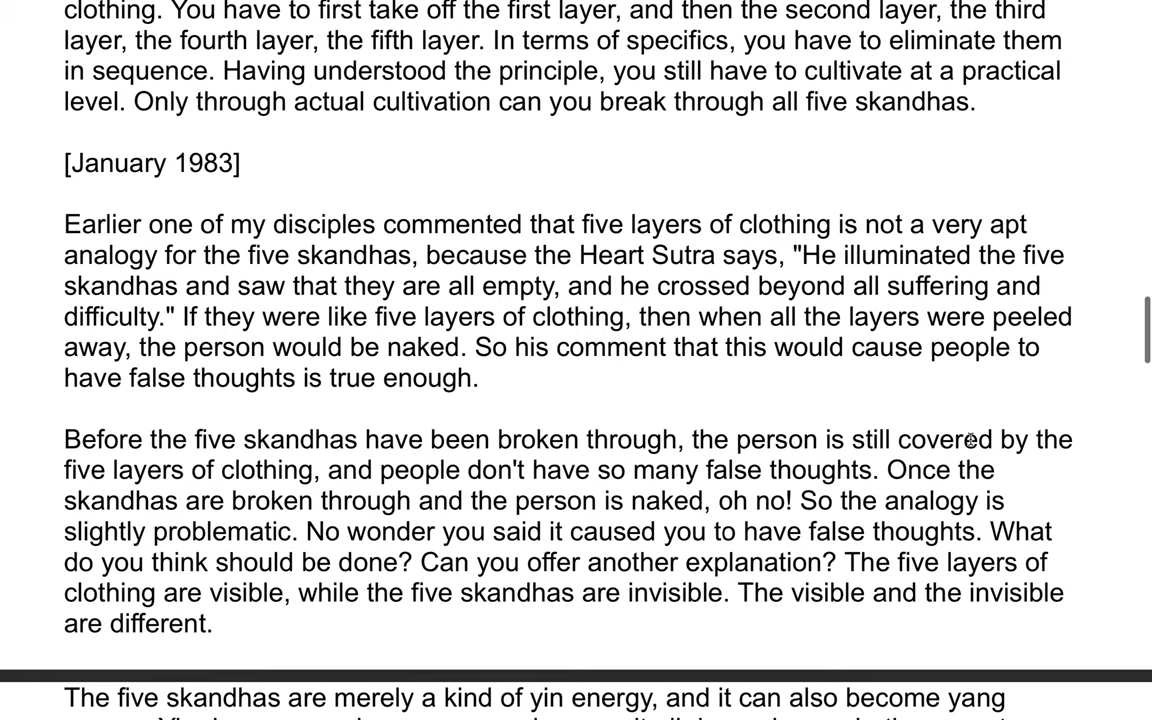 clothing. You have to first take off the first layer, and then the second layer, the third
layer, the fourth layer, the fifth layer. In terms of specifics, you have to eliminate them
in sequence. Having understood the principle, you still have to cultivate at a practical
level. Only through actual cultivation can you break through all five skandhas.
[January 1983]
Earlier one of my disciples commented that five layers of clothing is not a very apt
analogy for the five skandhas, because the Heart Sutra says, "He illuminated the five
skandhas and saw that they are all empty, and he crossed beyond all suffering and
difficulty." If they were like five layers of clothing, then when all the layers were peeled
away, the person would be naked. So his comment that this would cause people to
have false thoughts is true enough.
Before the five skandhas have been broken through, the person is still covered by the
five layers of clothing, and people don't have so many false thoughts. Once the
skandhas are broken through and the person is naked, oh no! So the analogy is
slightly problematic. No wonder you said it caused you to have false thoughts. What
do you think should be done? Can you offer another explanation? The five layers of
clothing are visible, while the five skandhas are invisible. The visible and the invisible
are different.
The five skandhas are merely a kind of yin energy, and it can also become yang